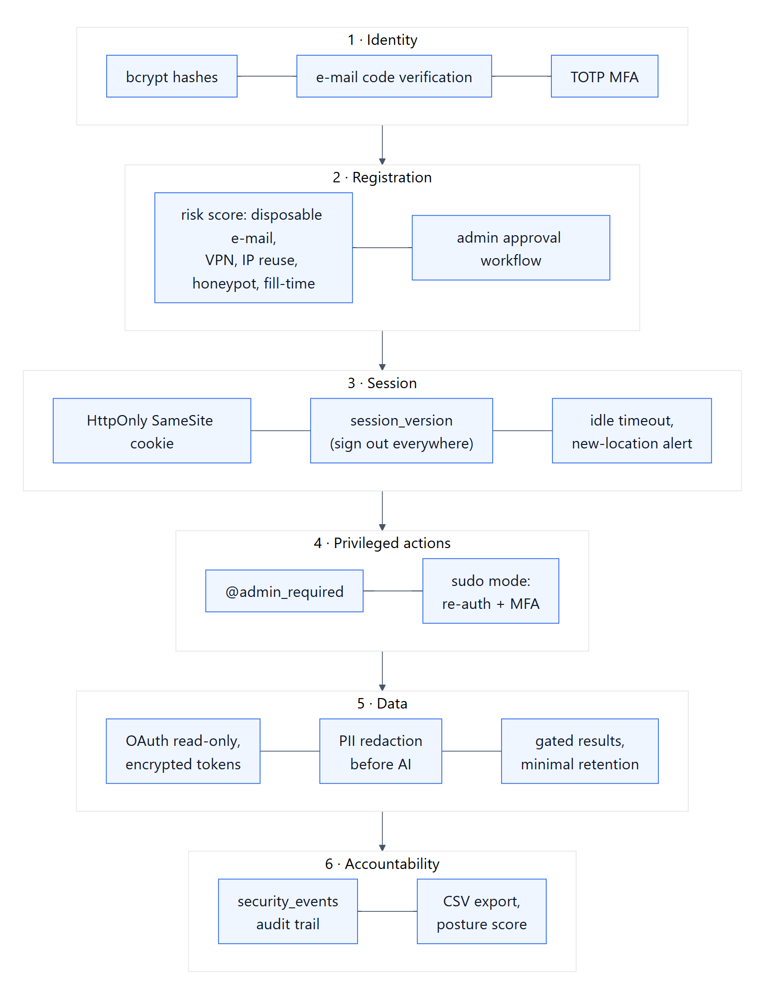 1 · Identity
bcrypt hashes
e-mail code verification
TOTP MFA
2 · Registration
risk score: disposable
e-mail,
VPN, IP reuse,
honeypot, fill-time
admin approval
workflow
3 · Session
HttpOnly SameSite
cookie
session_version
(sign out everywhere)
idle timeout,
new-location alert
4 · Privileged actions
@admin_required
sudo mode:
re-auth + MFA
5 · Data
OAuth read-only,
encrypted tokens
PII redaction
before AI
gated results,
minimal retention
6 · Accountability
security_events
audit trail
CSV export,
posture score